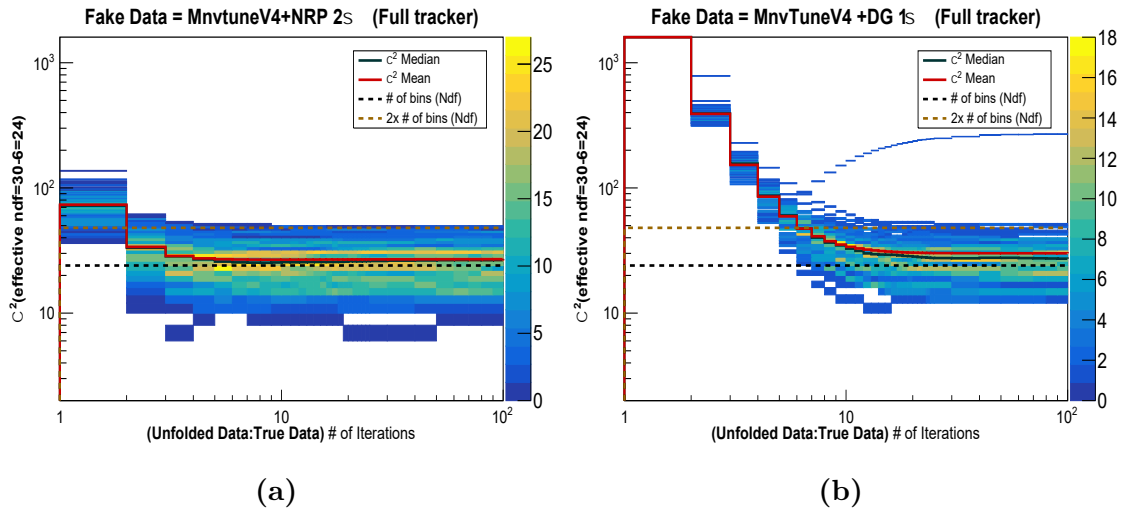 Fake Data = MnvtuneV4+NRP 2s (Full tracker)
c² Median
c² Mean
# of bins (Ndf)
2x # of bins (Ndf)
c²(effective ndf=30-6=24)
10³
10²
10
1
10
10²
25
20
15
10
5
0
(Unfolded Data:True Data) # of Iterations
(a)
Fake Data = MnvTuneV4 +DG 1s (Full tracker)
c² Median
c² Mean
# of bins (Ndf)
2x # of bins (Ndf)
c²(effective ndf=30-6=24)
10³
10²
10
1
10
10²
18
16
14
12
10
8
6
4
2
0
(Unfolded Data:True Data) # of Iterations
(b)